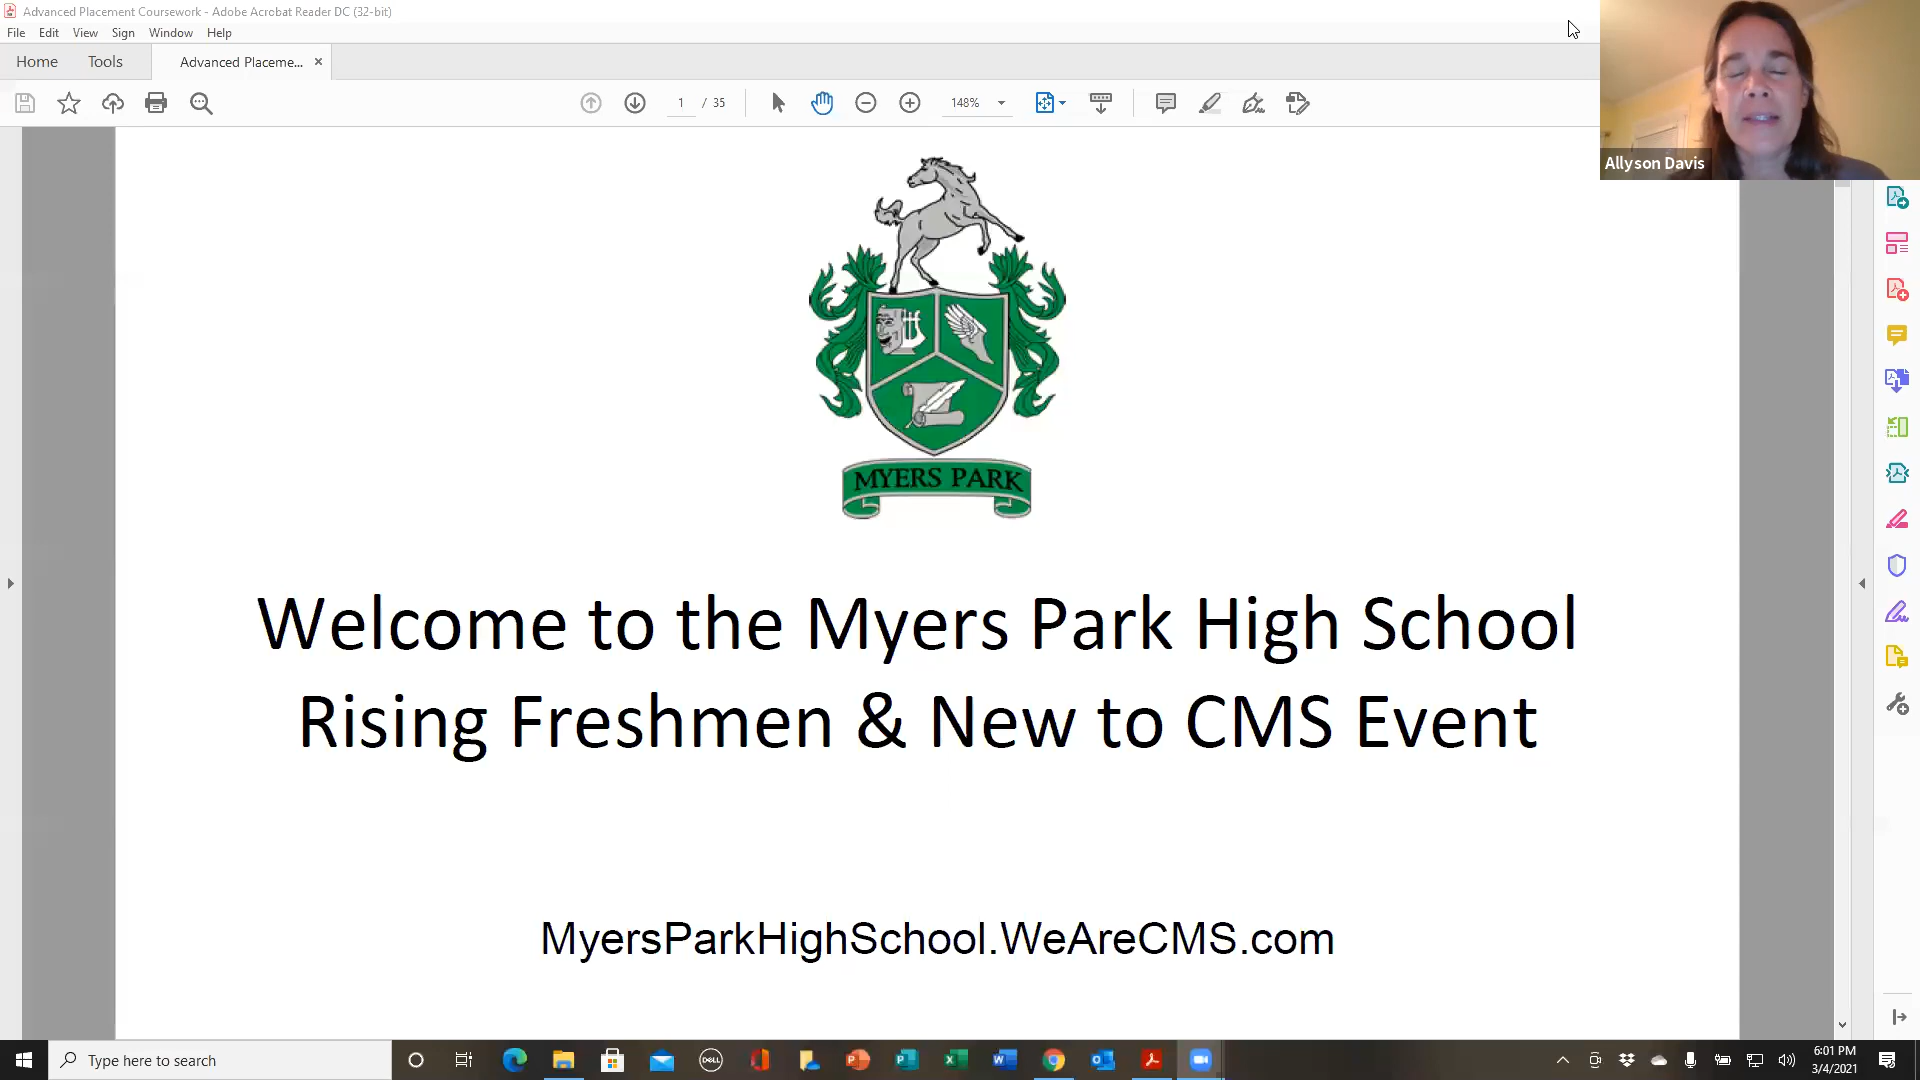 Advanced Placement Coursework - Adobe Acrobat Reader DC (32-bit)
File Edit View Sign Window Help
Home Tools Advanced Placeme...
1 / 35 148%
Allyson Davis
MYERS PARK
Welcome to the Myers Park High School
Rising Freshmen & New to CMS Event
MyersParkHighSchool.WeAreCMS.com
Type here to search
DELL
6:01 PM
3/4/2021